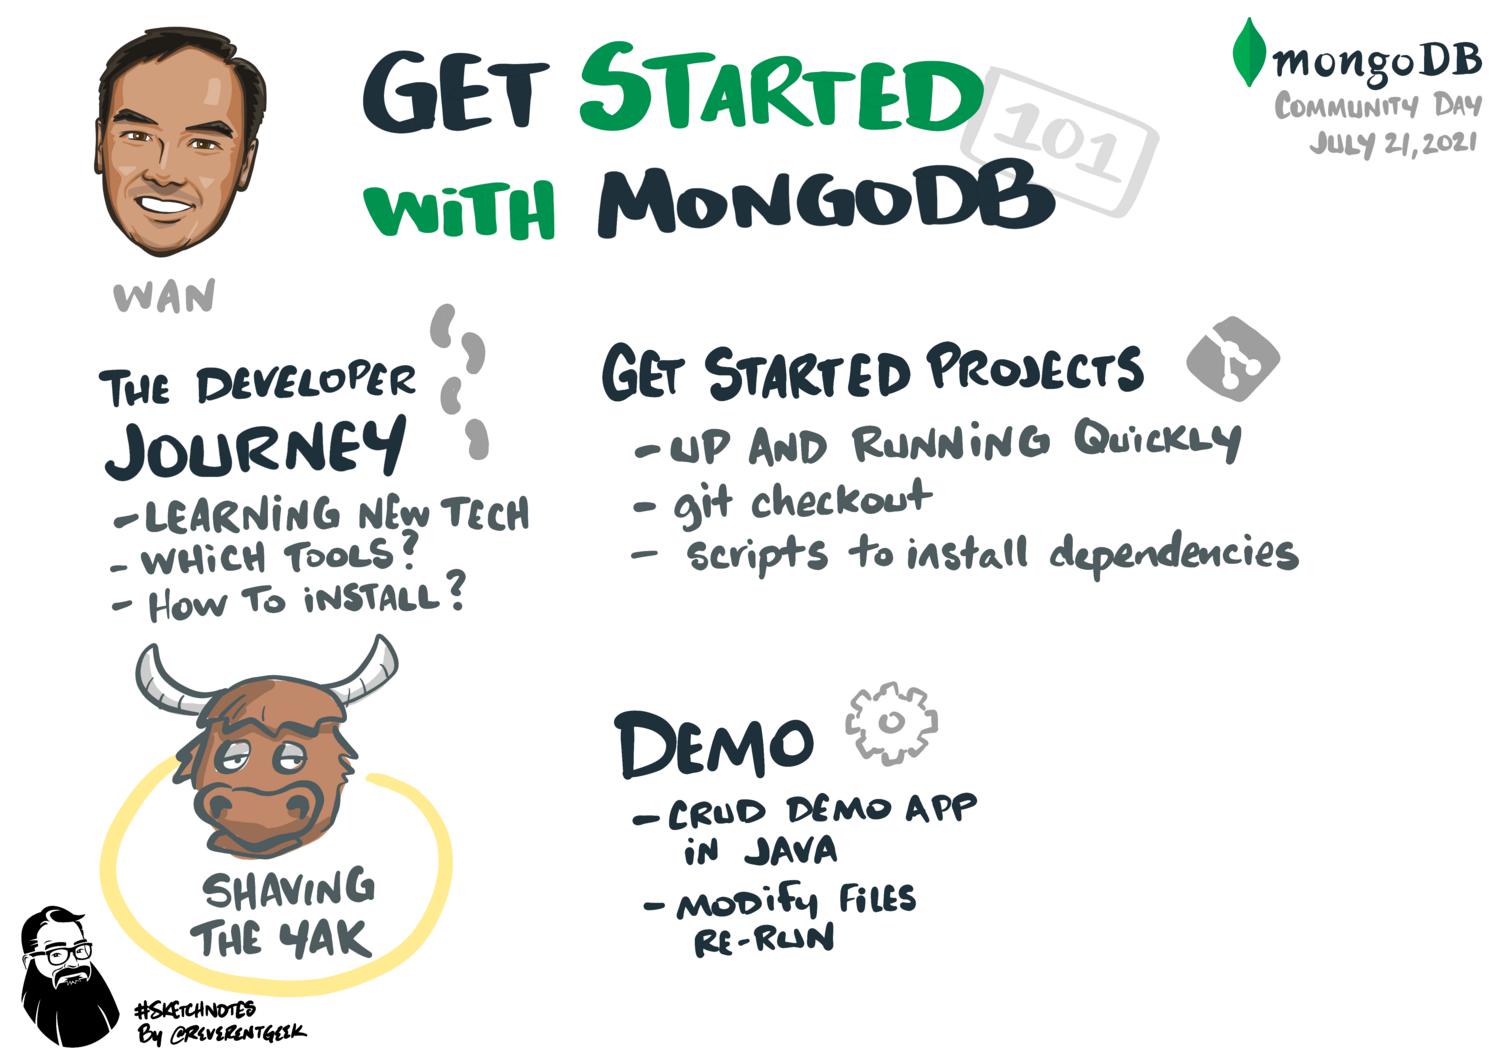 GET STARTED
101
WITH MONGODB
mongoDB
COMMUNITY DAY
JULY 21, 2021
WAN
THE DEVELOPER
JOURNEY
- LEARNING NEW TECH
- WHICH TOOLS?
- HOW TO INSTALL?
SHAVING
THE YAK
GET STARTED PROJECTS
- UP AND RUNNING QUICKLY
- git checkout
- scripts to install dependencies
DEMO
- CRUD DEMO APP
IN JAVA
- MODIFY FILES
RE-RUN
#SKETCHNOTES
By @REVERENTGEEK